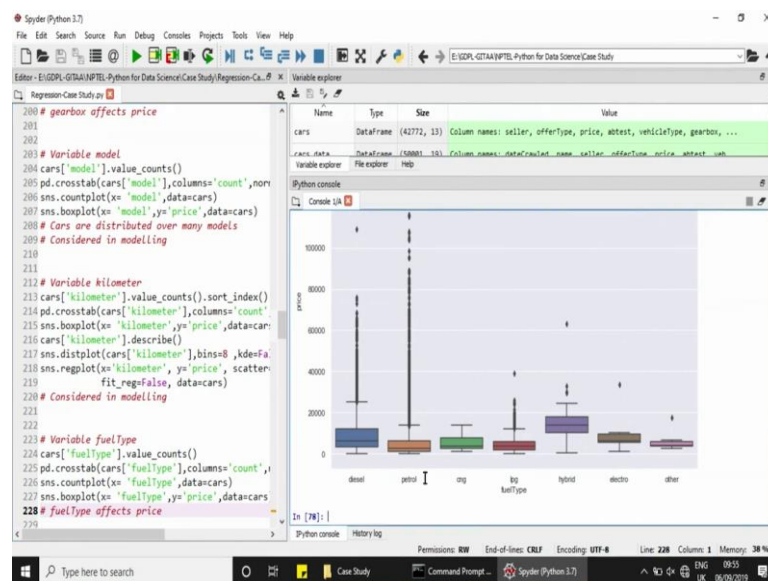 Spyder (Python 3.7)
File Edit Search Source Run Debug Consoles Projects Tools View Help
E:\GDPL-GITAA\NPTEL-Python for Data Science\Case Study
Editor - E:\GDPL-GITAA\NPTEL-Python for Data Science\Case Study\Regression-Ca...
Regression-Case Study.py
200 # gearbox affects price
201
202
203 # Variable model
204 cars['model'].value_counts()
205 pd.crosstab(cars['model'],columns='count',nor
206 sns.countplot(x= 'model',data=cars)
207 sns.boxplot(x= 'model',y='price',data=cars)
208 # Cars are distributed over many models
209 # Considered in modelling
210
211
212 # Variable kilometer
213 cars['kilometer'].value_counts().sort_index()
214 pd.crosstab(cars['kilometer'],columns='count'
215 sns.boxplot(x= 'kilometer',y='price',data=cars
216 cars['kilometer'].describe()
217 sns.distplot(cars['kilometer'],bins=8 ,kde=Fa
218 sns.regplot(x='kilometer', y='price', scatter=
219 fit_reg=False, data=cars)
220 # Considered in modelling
221
222
223 # Variable fuelType
224 cars['fuelType'].value_counts()
225 pd.crosstab(cars['fuelType'],columns='count',
226 sns.countplot(x= 'fuelType',data=cars)
227 sns.boxplot(x= 'fuelType',y='price',data=cars
228 # fuelType affects price
229
Variable explorer
Name Type Size Value
cars DataFrame (42772, 13) Column names: seller, offerType, price, abtest, vehicleType, gearbox, ...
cars_data DataFrame (50001, 19) Column names: dateCrawled, name, seller, offerType, price, abtest, veh
Variable explorer File explorer Help
IPython console
Console 1/A
100000
80000
60000
40000
20000
0
price
diesel petrol cng lpg hybrid electro other
fuelType
In [78]:
IPython console History log
Permissions: RW End-of-lines: CRLF Encoding: UTF-8 Line: 228 Column: 1 Memory: 38 %
Type here to search
Case Study
Command Prompt ...
Spyder (Python 3.7)
ENG
UK
09:55
06/09/2019